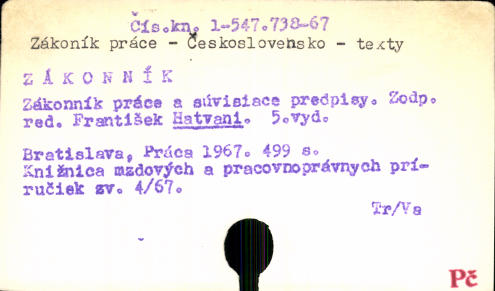 Čís.kn. 1-547.738-67
Zákoník práce - Československo - texty
ZÁKONNÍK
Zákonník práce a súvisiace predpisy. Zodp.
red. František Hatvani. 5.vyd.
Bratislava, Práca 1967. 499 s.
Knižnica mzdových a pracovnoprávnych prí-
ručiek zv. 4/67.
Tr/Va
Pč